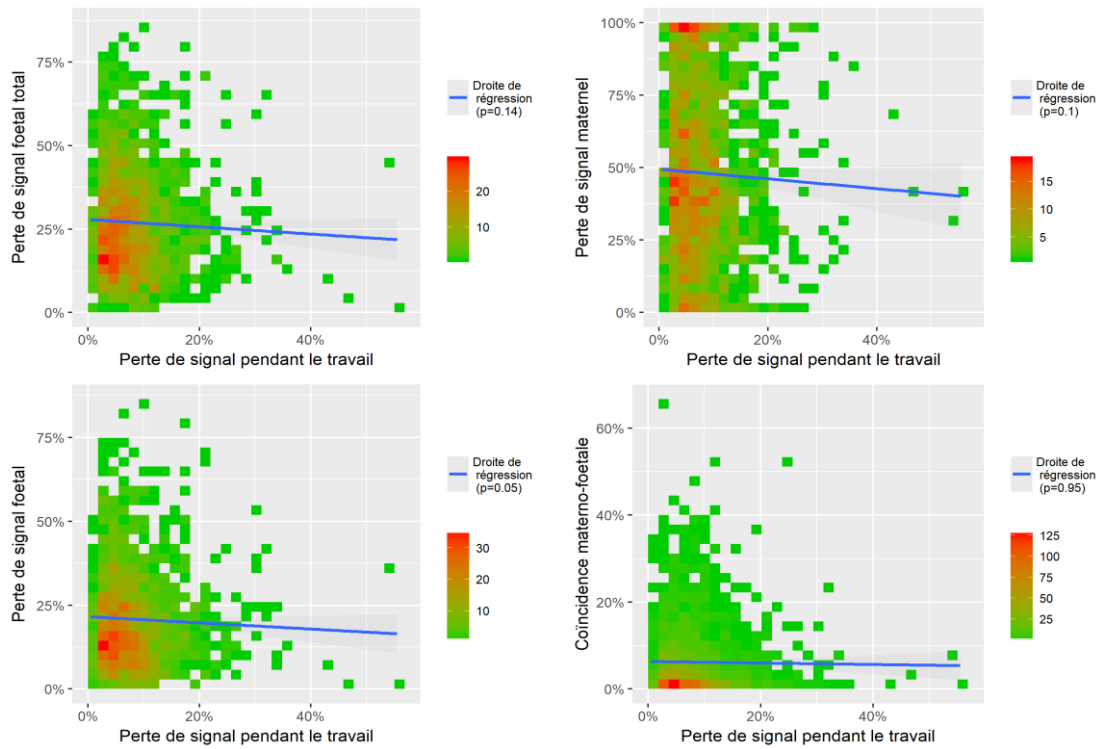 Perte de signal foetal total
75%
50%
25%
0%
0%
20%
40%
Perte de signal pendant le travail
Droite de
régression
(p=0.14)
20
10
Perte de signal maternel
100%
75%
50%
25%
0%
0%
20%
40%
Perte de signal pendant le travail
Droite de
régression
(p=0.1)
15
10
5
Perte de signal foetal
75%
50%
25%
0%
0%
20%
40%
Perte de signal pendant le travail
Droite de
régression
(p=0.05)
30
20
10
Coïncidence materno-foetale
60%
40%
20%
0%
0%
20%
40%
Perte de signal pendant le travail
Droite de
régression
(p=0.95)
125
100
75
50
25